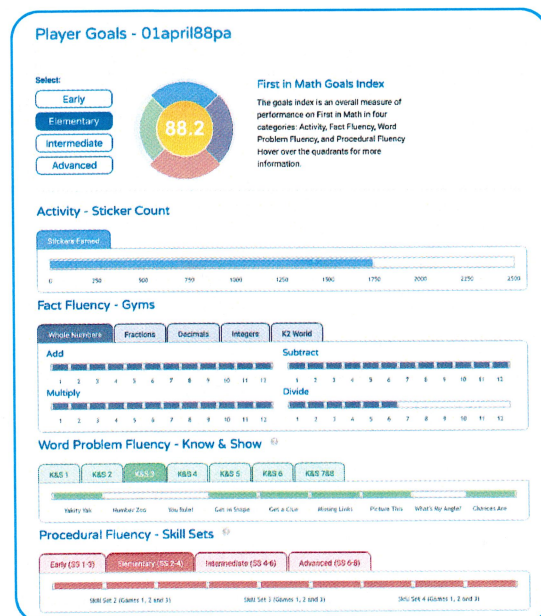 Player Goals - 01april88pa
Select:
Early
Elementary
Intermediate
Advanced
88.2
First in Math Goals Index
The goals index is an overall measure of
performance on First in Math in four
categories: Activity, Fact Fluency, Word
Problem Fluency, and Procedural Fluency
Hover over the quadrants for more
information.
Activity - Sticker Count
Stickers Earned
0 250 500 750 1000 1250 1500 1750 2000 2250 2500
Fact Fluency - Gyms
Whole Numbers Fractions Decimals Integers K2 World
Add Subtract
1 2 3 4 5 6 7 8 9 10 11 12 1 2 3 4 5 6 7 8 9 10 11 12
Multiply Divide
1 2 3 4 5 6 7 8 9 10 11 12 1 2 3 4 5 6 7 8 9 10 11 12
Word Problem Fluency - Know & Show
K&S 1 K&S 2 K&S 3 K&S 4 K&S 5 K&S 6 K&S 7&8
Yakity Yak Number Zoo You Rule! Get in Shape Get a Clue Missing Links Picture This What's My Angle? Chances Are
Procedural Fluency - Skill Sets
Early (SS 1-3) Elementary (SS 2-4) Intermediate (SS 4-6) Advanced (SS 6-8)
Skill Set 2 (Games 1, 2 and 3) Skill Set 3 (Games 1, 2 and 3) Skill Set 4 (Games 1, 2 and 3)